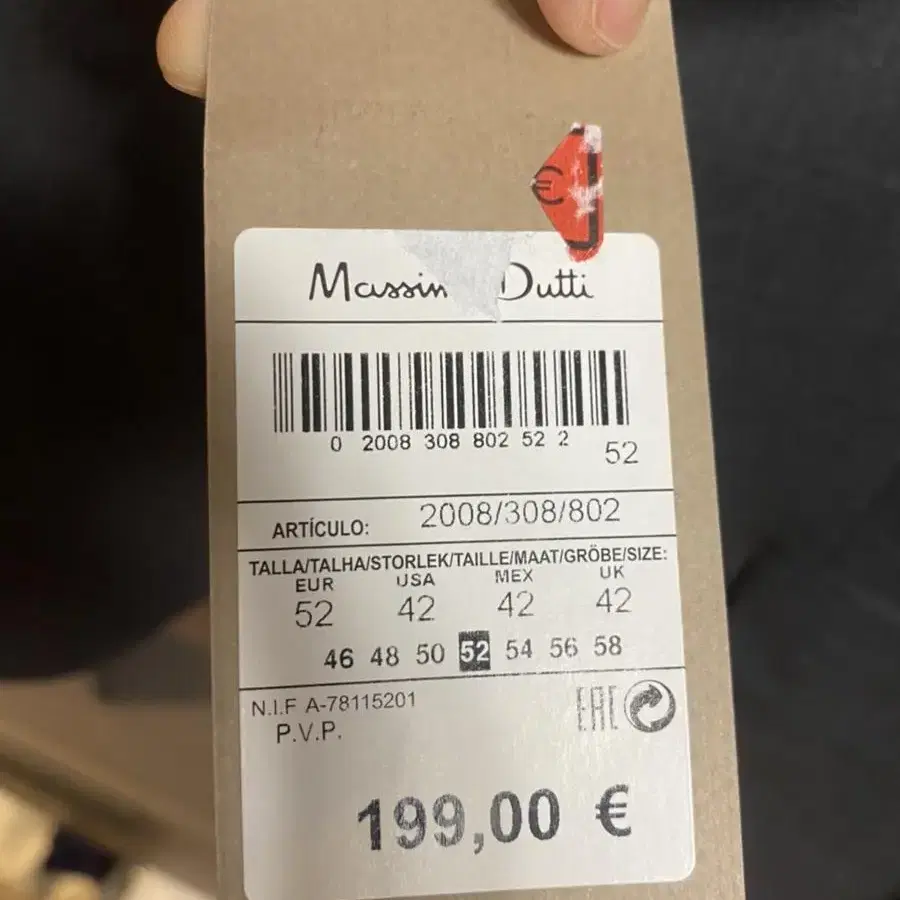 €
Massin Dutti
0 2008 308 802 52 2
52
ARTÍCULO: 2008/308/802
TALLA/TALHA/STORLEK/TAILLE/MAAT/GRÖBE/SIZE:
EUR USA MEX UK
52 42 42 42
46 48 50 52 54 56 58
N.I.F A-78115201
EAC
P.V.P.
199,00 €